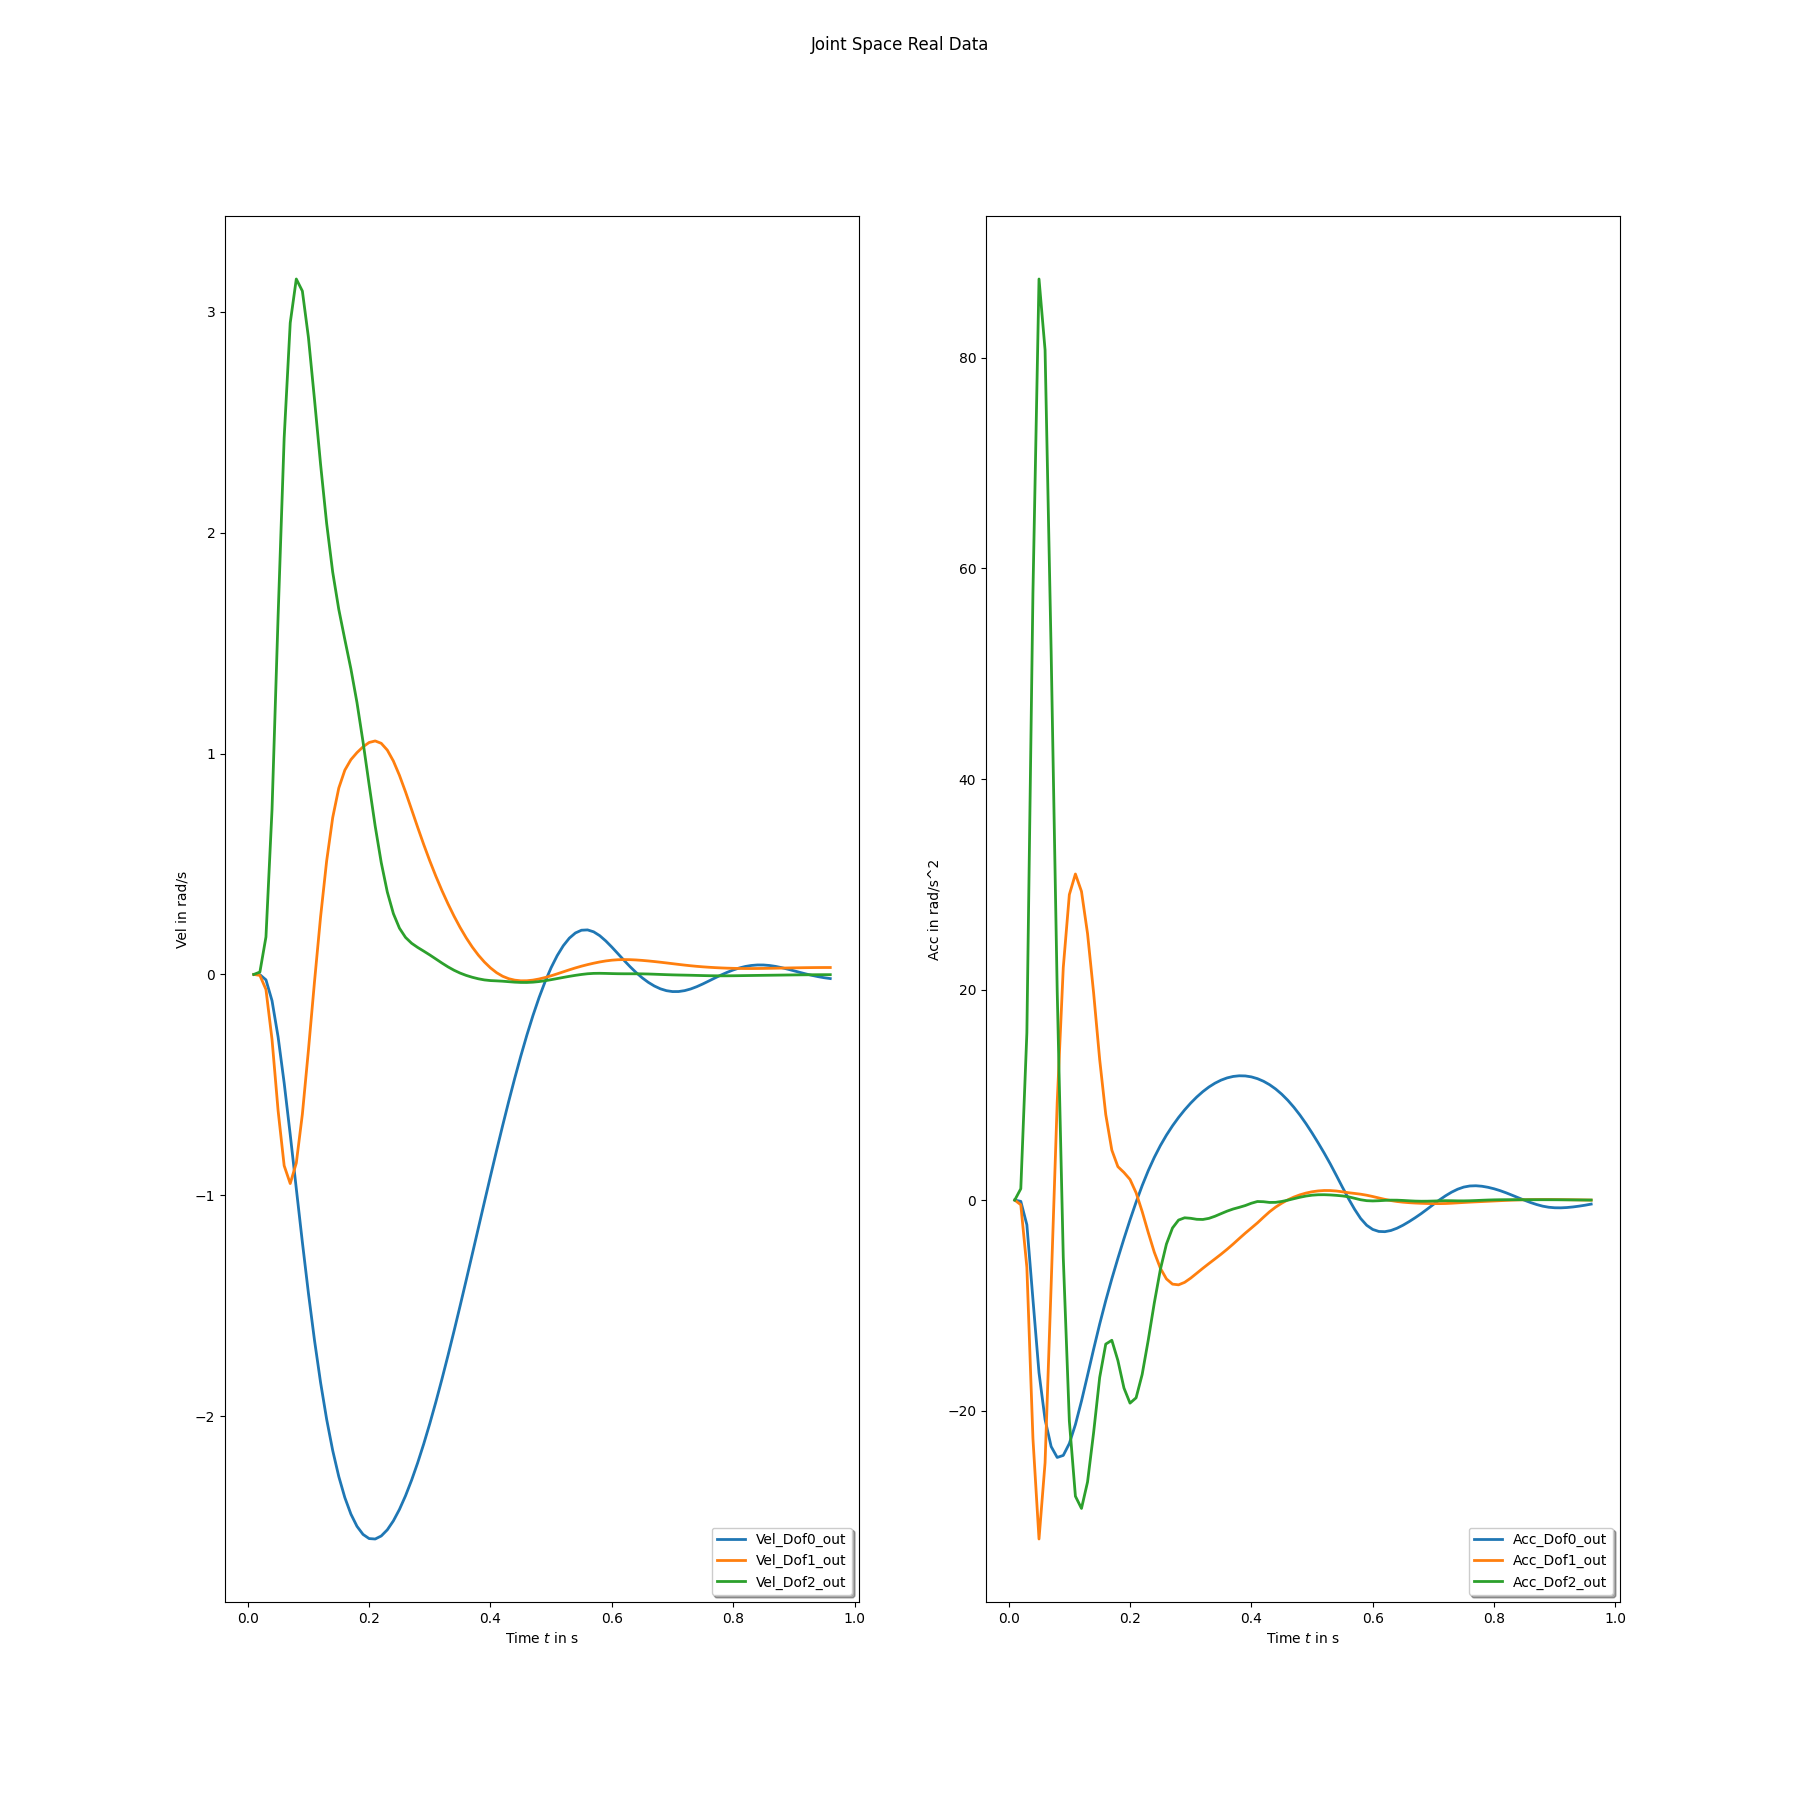 Joint Space Real Data
Vel in rad/s
3
2
1
0
−1
−2
0.0 0.2 0.4 0.6 0.8 1.0
Time t in s
Vel_Dof0_out
Vel_Dof1_out
Vel_Dof2_out
Acc in rad/s^2
80
60
40
20
0
−20
0.0 0.2 0.4 0.6 0.8 1.0
Time t in s
Acc_Dof0_out
Acc_Dof1_out
Acc_Dof2_out